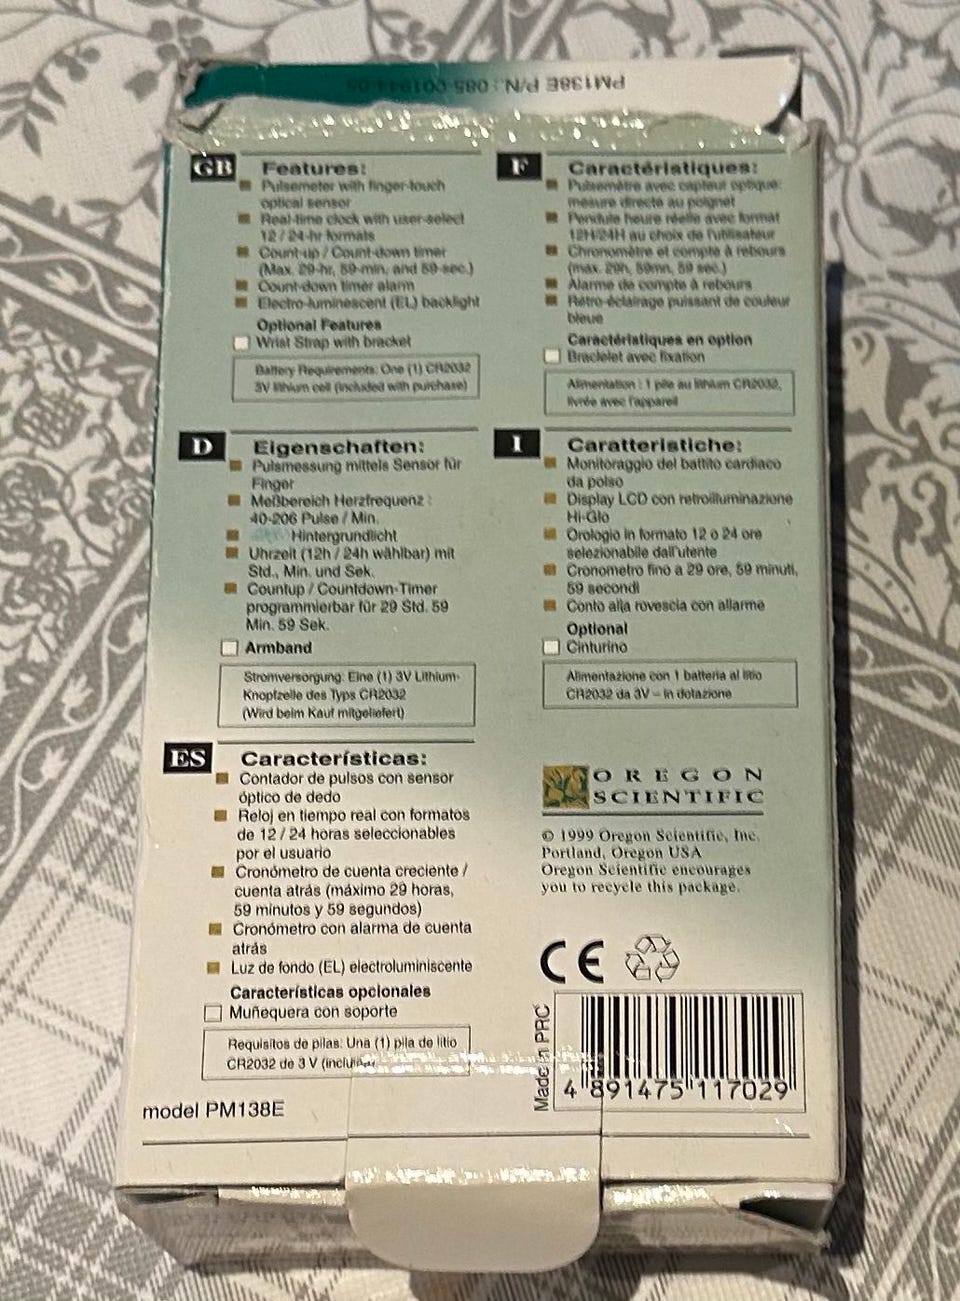 PM138E P/N.: 085-001944-05
GB Features:
Pulsemeter with finger-touch
optical sensor
Real-time clock with user-select
12 / 24-hr formats
Count-up / Count-down timer
(Max. 29-hr, 59-min, and 59-sec.)
Count-down timer alarm
Electro-luminescent (EL) backlight
Optional Features
Wrist Strap with bracket
Battery Requirements: One (1) CR2032
3V lithium cell (included with purchase)
F Caractéristiques:
Pulsemètre avec capteur optique:
mesure directe au poignet
Pendule heure réelle avec format
12H/24H au choix de l'utilisateur
Chronomètre et compte à rebours
(max. 29h, 59mn, 59 sec.)
Alarme de compte à rebours
Rétro-éclairage puissant de couleur
bleue
Caractéristiques en option
Braclelet avec fixation
Alimentation : 1 pile au lithium CR2032,
livrée avec l'appareil
D Eigenschaften:
Pulsmessung mittels Sensor für
Finger
Meßbereich Herzfrequenz :
40-206 Pulse / Min.
Hintergrundlicht
Uhrzeit (12h / 24h wählbar) mit
Std., Min. und Sek.
Countup / Countdown-Timer
programmierbar für 29 Std. 59
Min. 59 Sek.
Armband
Stromversorgung: Eine (1) 3V Lithium-
Knopfzelle des Typs CR2032
(Wird beim Kauf mitgeliefert)
I Caratteristiche:
Monitoraggio del battito cardiaco
da polso
Display LCD con retroilluminazione
Hi-Glo
Orologio in formato 12 o 24 ore
selezionabile dall'utente
Cronometro fino a 29 ore, 59 minuti,
59 secondi
Conto alla rovescia con allarme
Optional
Cinturino
Alimentazione con 1 batteria al litio
CR2032 da 3V – in dotazione
ES Características:
Contador de pulsos con sensor
óptico de dedo
Reloj en tiempo real con formatos
de 12 / 24 horas seleccionables
por el usuario
Cronómetro de cuenta creciente /
cuenta atrás (máximo 29 horas,
59 minutos y 59 segundos)
Cronómetro con alarma de cuenta
atrás
Luz de fondo (EL) electroluminiscente
Características opcionales
Muñequera con soporte
Requisitos de pilas: Una (1) pila de litio
CR2032 de 3 V
model PM138E
OREGON
SCIENTIFIC
© 1999 Oregon Scientific, Inc.
Portland, Oregon USA
Oregon Scientific encourages
you to recycle this package.
CE
Made in PRC
4 891475 117029